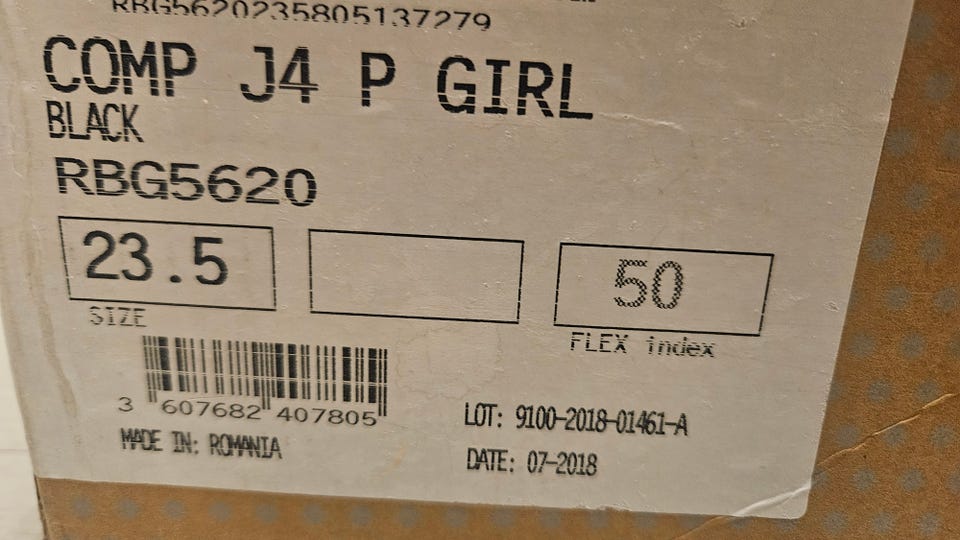 RBG5620235805137279
COMP J4 P GIRL
BLACK
RBG5620
23.5
50
SIZE
FLEX index
3 607682 407805
LOT: 9100-2018-01461-A
MADE IN: ROMANIA
DATE: 07-2018